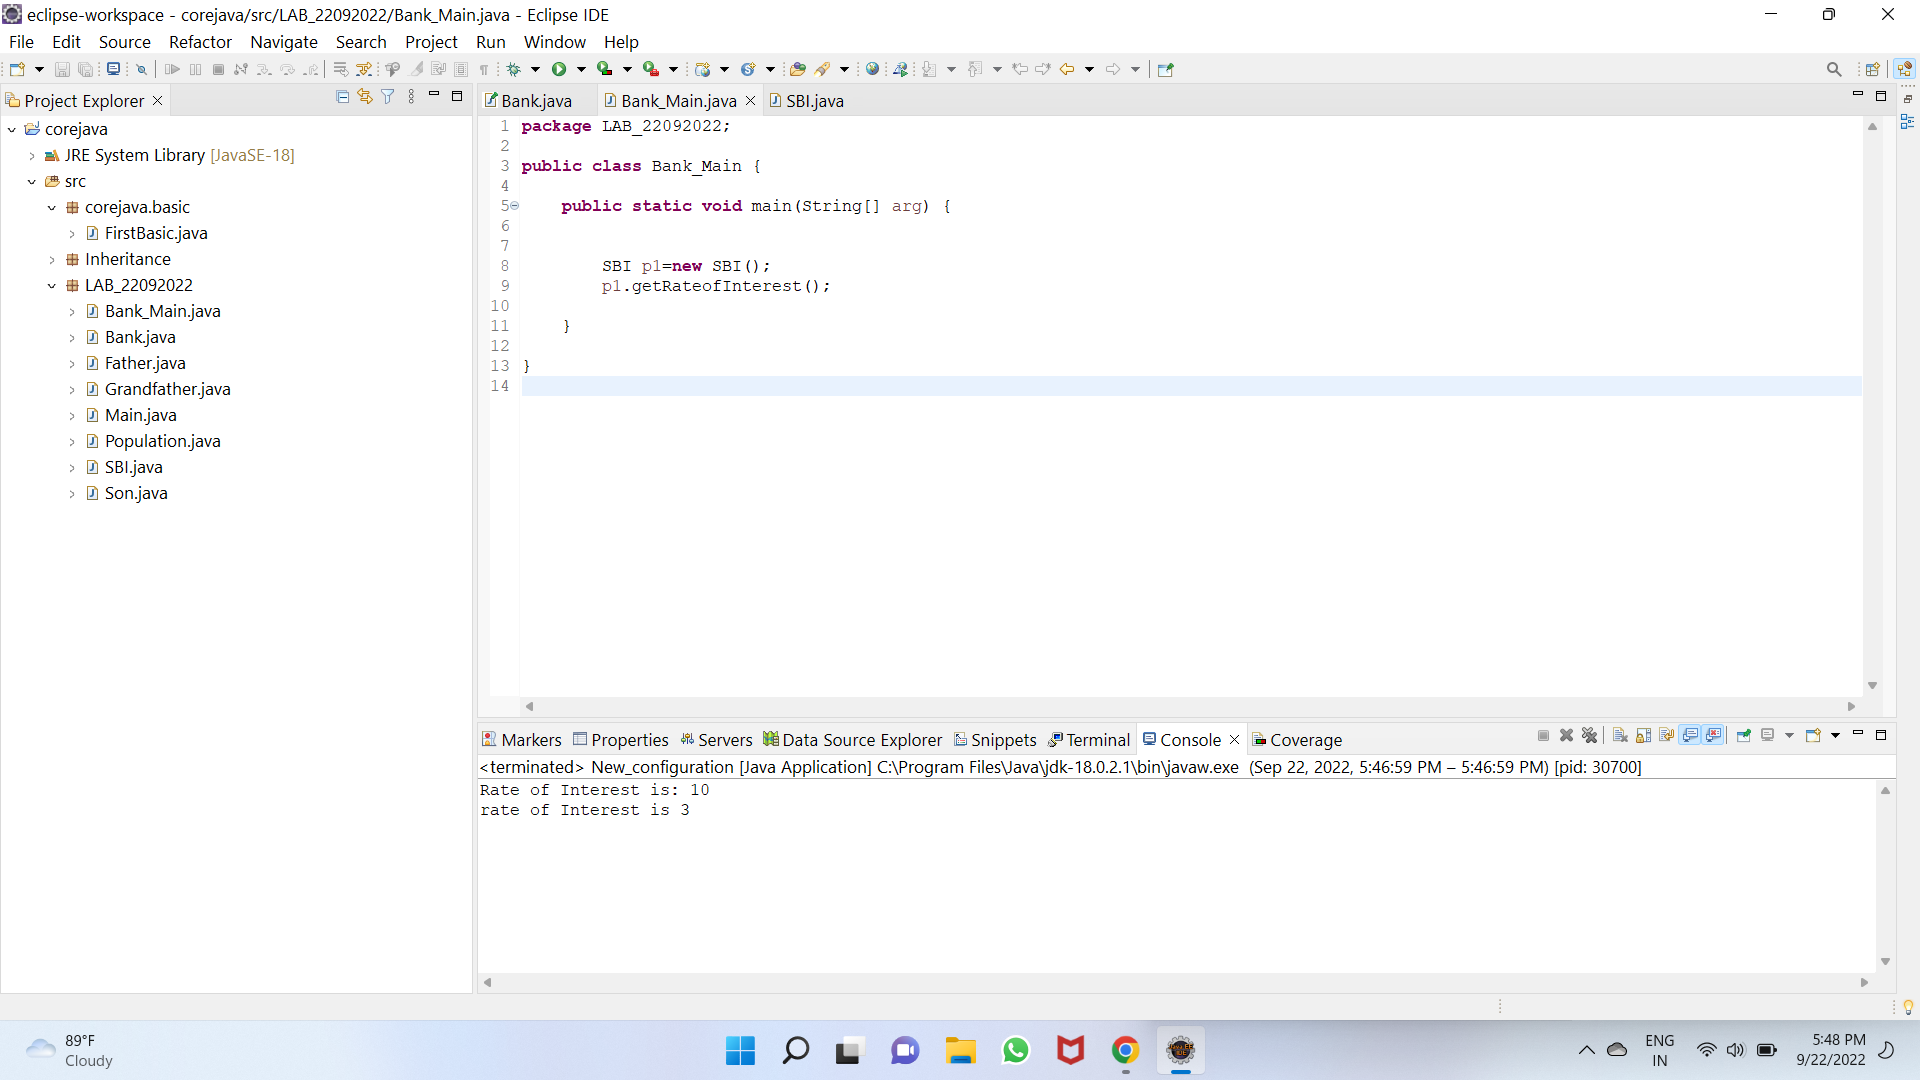 eclipse-workspace - corejava/src/LAB_22092022/Bank_Main.java - Eclipse IDE
File Edit Source Refactor Navigate Search Project Run Window Help
Project Explorer
corejava
JRE System Library [JavaSE-18]
src
corejava.basic
FirstBasic.java
Inheritance
LAB_22092022
Bank_Main.java
Bank.java
Father.java
Grandfather.java
Main.java
Population.java
SBI.java
Son.java
Bank.java Bank_Main.java SBI.java
1 package LAB_22092022;
2
3 public class Bank_Main {
4
5 public static void main(String[] arg) {
6
7
8 SBI p1=new SBI();
9 p1.getRateofInterest();
10
11 }
12
13 }
14
Markers Properties Servers Data Source Explorer Snippets Terminal Console Coverage
<terminated> New_configuration [Java Application] C:\Program Files\Java\jdk-18.0.2.1\bin\javaw.exe (Sep 22, 2022, 5:46:59 PM – 5:46:59 PM) [pid: 30700]
Rate of Interest is: 10
rate of Interest is 3
89°F
Cloudy
ENG
IN
5:48 PM
9/22/2022